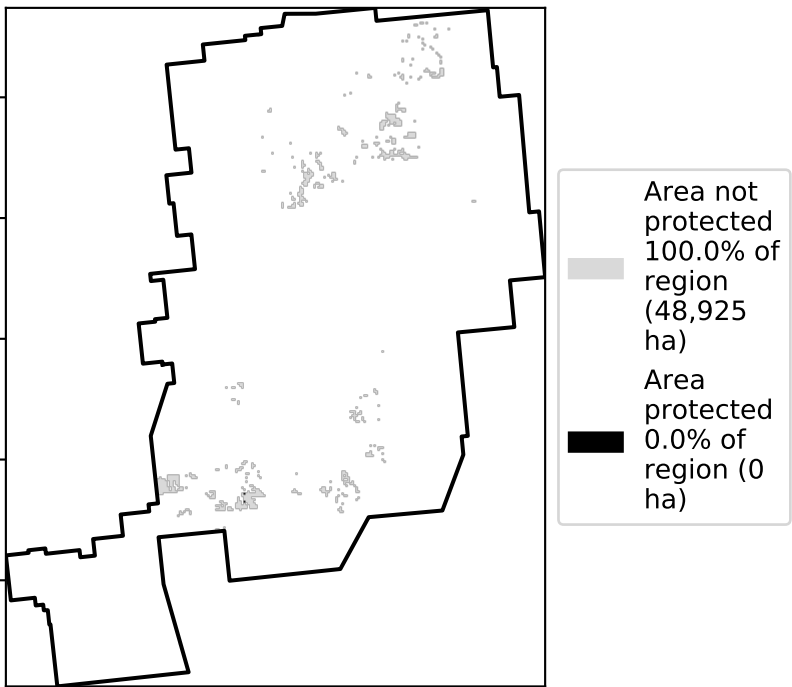 Area not
protected
100.0% of
region
(48,925
ha)
Area
protected
0.0% of
region (0
ha)